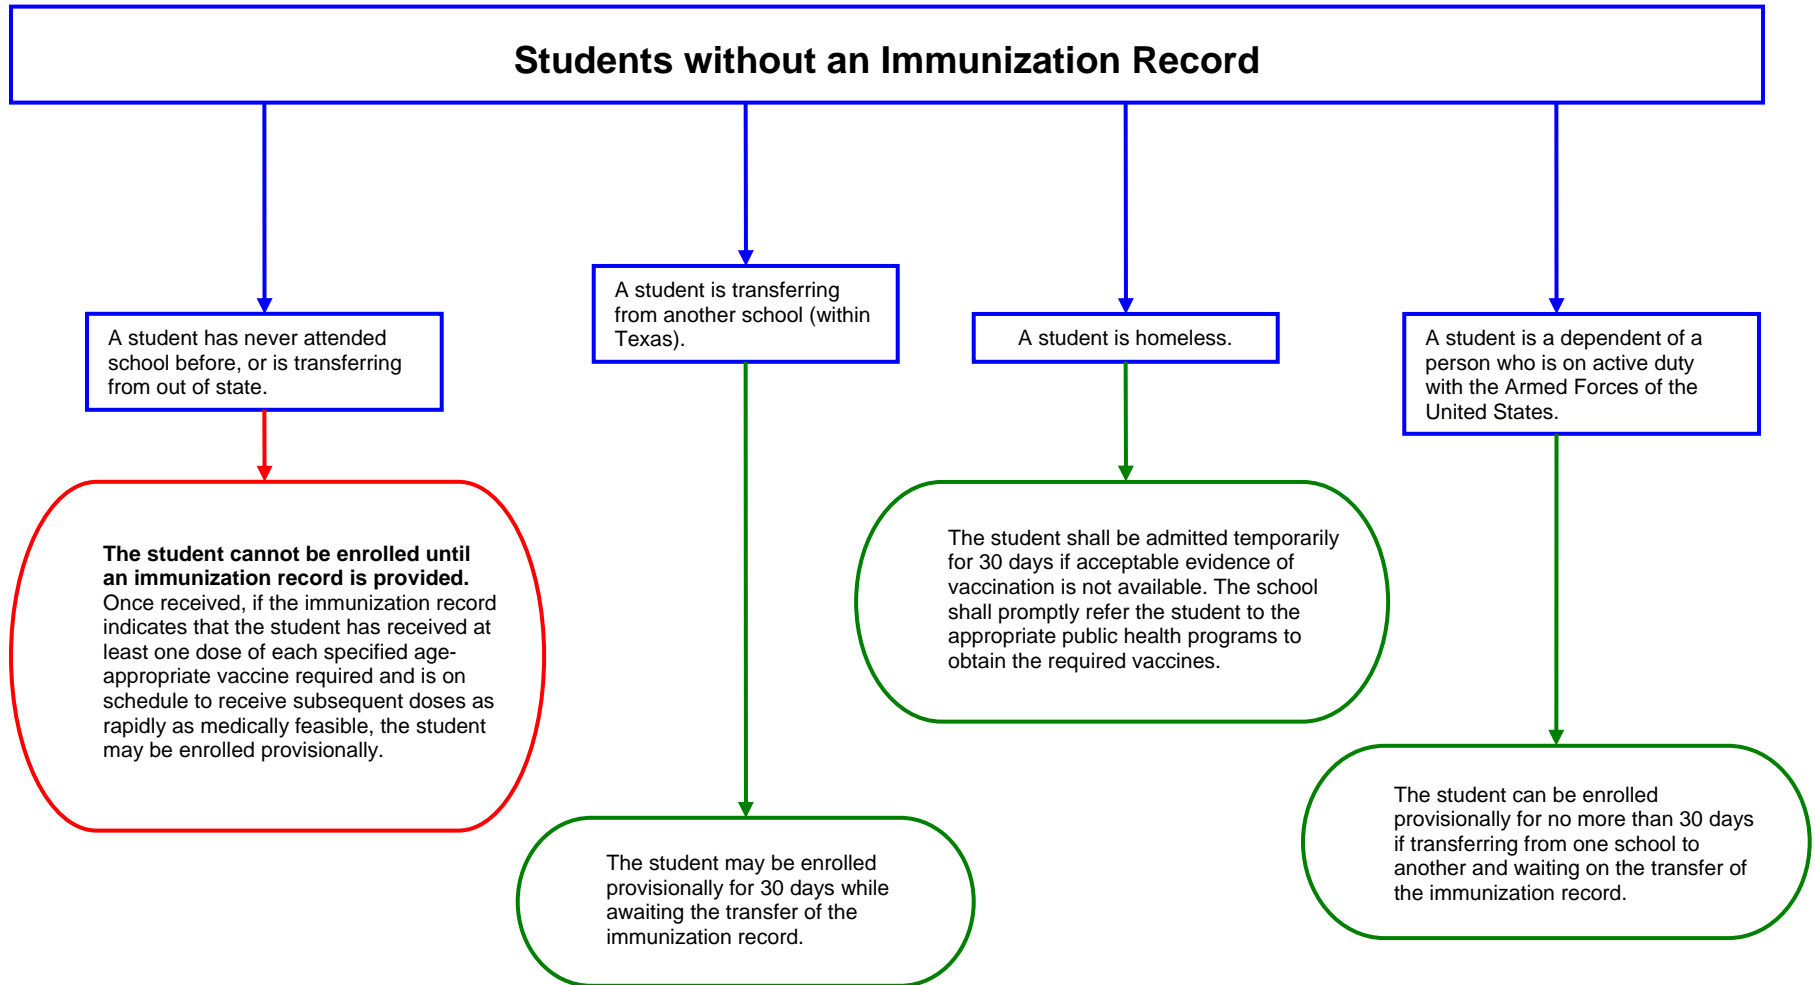 Students without an Immunization Record
A student has never attended
school before, or is transferring
from out of state.
A student is transferring
from another school (within
Texas).
A student is homeless.
A student is a dependent of a
person who is on active duty
with the Armed Forces of the
United States.
The student cannot be enrolled until
an immunization record is provided.
Once received, if the immunization record
indicates that the student has received at
least one dose of each specified age-
appropriate vaccine required and is on
schedule to receive subsequent doses as
rapidly as medically feasible, the student
may be enrolled provisionally.
The student may be enrolled
provisionally for 30 days while
awaiting the transfer of the
immunization record.
The student shall be admitted temporarily
for 30 days if acceptable evidence of
vaccination is not available. The school
shall promptly refer the student to the
appropriate public health programs to
obtain the required vaccines.
The student can be enrolled
provisionally for no more than 30 days
if transferring from one school to
another and waiting on the transfer of
the immunization record.